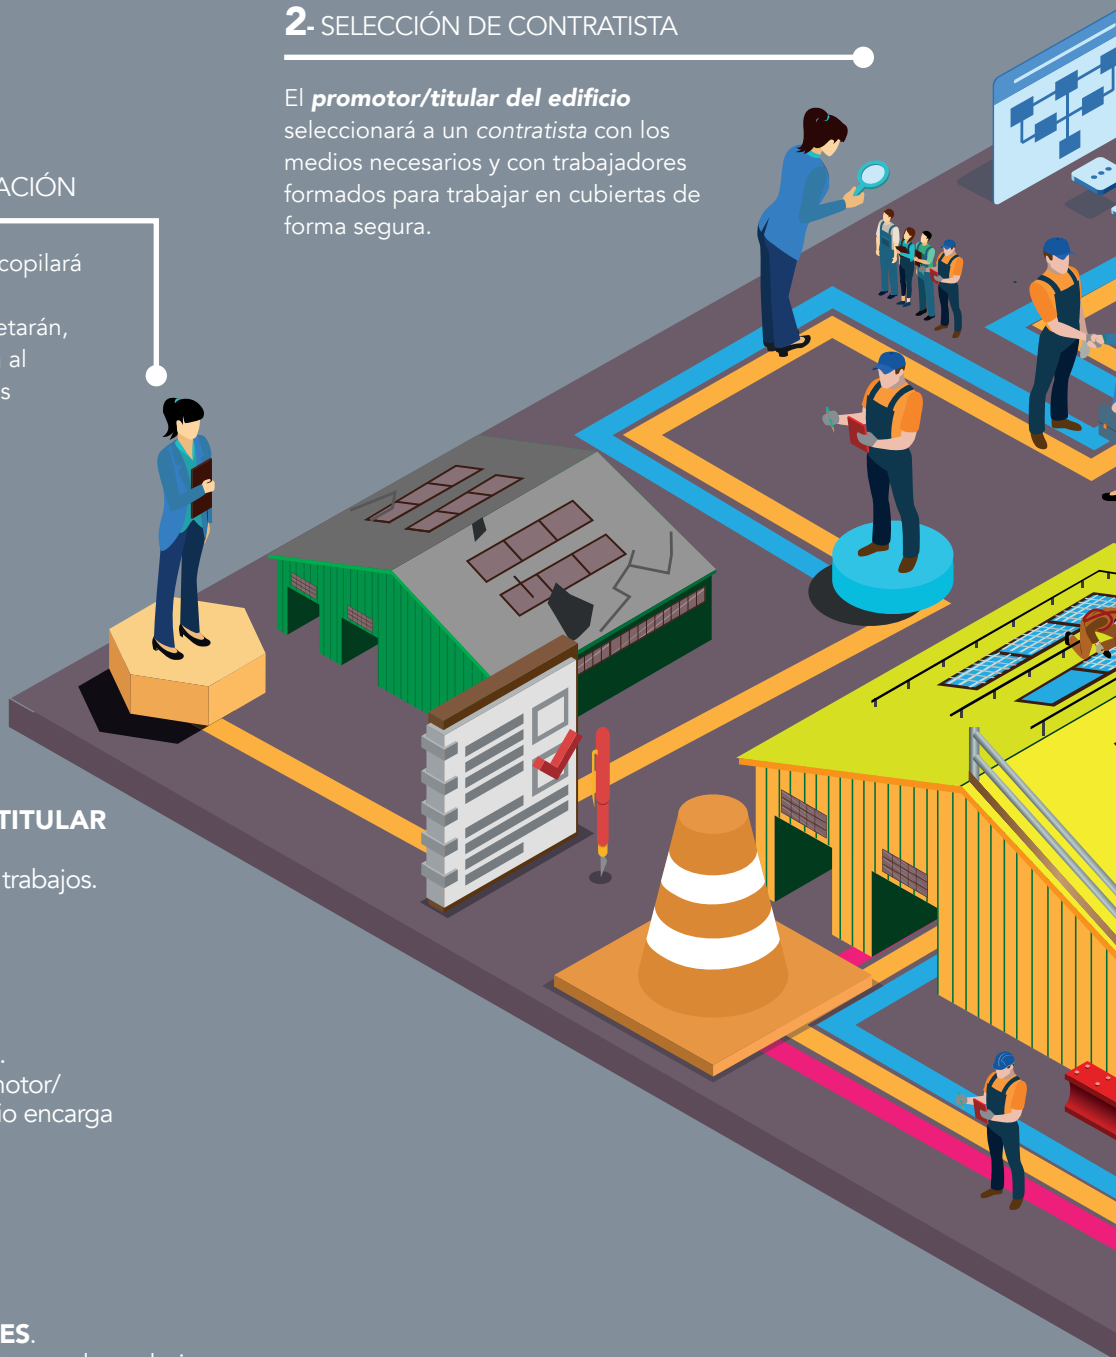 2- SELECCIÓN DE CONTRATISTA
El promotor/titular del edificio
seleccionará a un contratista con los
medios necesarios y con trabajadores
formados para trabajar en cubiertas de
forma segura.
ACIÓN
copilará
etarán,
al
s
TITULAR
trabajos.
.
motor/
io encarga
ES.